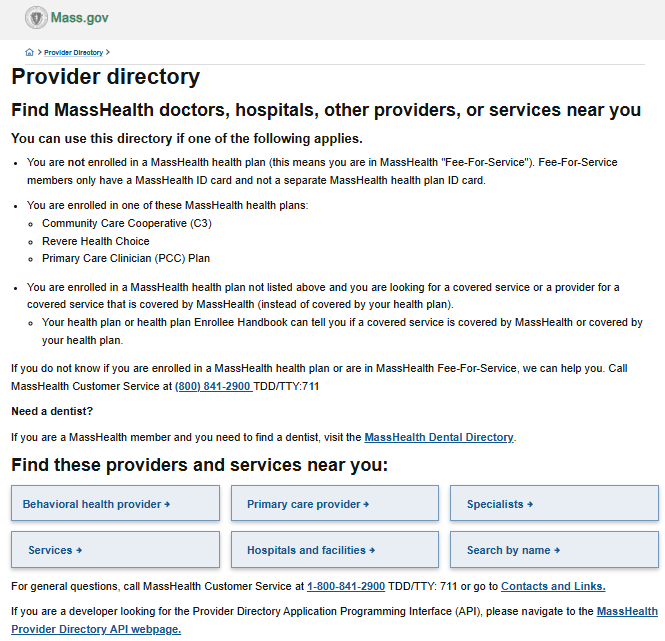 Mass.gov
Provider Directory
Provider directory
Find MassHealth doctors, hospitals, other providers, or services near you
You can use this directory if one of the following applies.
You are not enrolled in a MassHealth health plan (this means you are in MassHealth "Fee-For-Service"). Fee-For-Service
members only have a MassHealth ID card and not a separate MassHealth health plan ID card.
You are enrolled in one of these MassHealth health plans:
Community Care Cooperative (C3)
Revere Health Choice
Primary Care Clinician (PCC) Plan
You are enrolled in a MassHealth health plan not listed above and you are looking for a covered service or a provider for a
covered service that is covered by MassHealth (instead of covered by your health plan).
Your health plan or health plan Enrollee Handbook can tell you if a covered service is covered by MassHealth or covered by
your health plan.
If you do not know if you are enrolled in a MassHealth health plan or are in MassHealth Fee-For-Service, we can help you. Call
MassHealth Customer Service at (800) 841-2900 TDD/TTY:711
Need a dentist?
If you are a MassHealth member and you need to find a dentist, visit the MassHealth Dental Directory.
Find these providers and services near you:
Behavioral health provider → Primary care provider → Specialists →
Services → Hospitals and facilities → Search by name →
For general questions, call MassHealth Customer Service at 1-800-841-2900 TDD/TTY: 711 or go to Contacts and Links.
If you are a developer looking for the Provider Directory Application Programming Interface (API), please navigate to the MassHealth
Provider Directory API webpage.